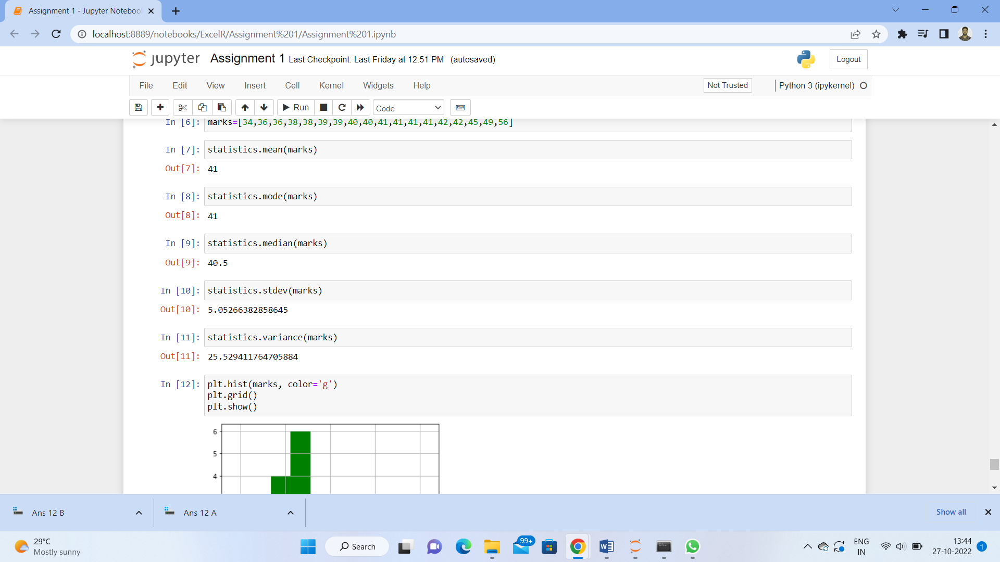 Assignment 1 - Jupyter Notebook
localhost:8889/notebooks/ExcelR/Assignment%201/Assignment%201.ipynb
jupyter Assignment 1 Last Checkpoint: Last Friday at 12:51 PM (autosaved)
Logout
File Edit View Insert Cell Kernel Widgets Help
Not Trusted
Python 3 (ipykernel)
Run
Code
In [6]: marks=[34,36,36,38,38,39,39,40,40,41,41,41,41,42,42,45,49,56]
In [7]: statistics.mean(marks)
Out[7]: 41
In [8]: statistics.mode(marks)
Out[8]: 41
In [9]: statistics.median(marks)
Out[9]: 40.5
In [10]: statistics.stdev(marks)
Out[10]: 5.05266382858645
In [11]: statistics.variance(marks)
Out[11]: 25.529411764705884
In [12]: plt.hist(marks, color='g')
plt.grid()
plt.show()
6
5
4
Ans 12 B
Ans 12 A
Show all
29°C
Mostly sunny
Search
99+
ENG
IN
13:44
27-10-2022
1